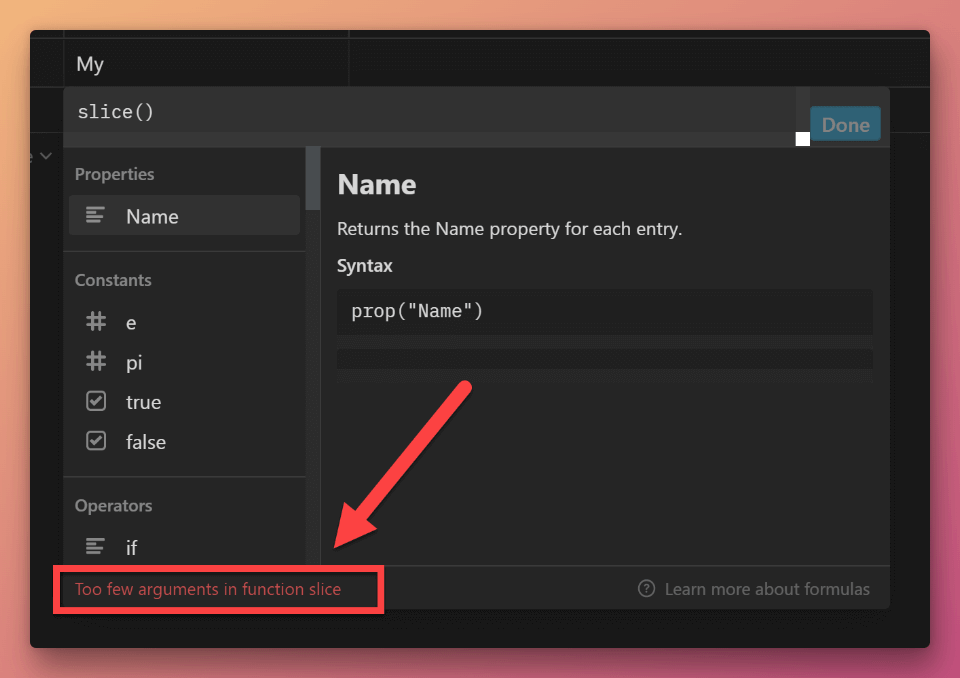 My
slice()
Done
Properties
Name
Constants
e
pi
true
false
Operators
if
Name
Returns the Name property for each entry.
Syntax
prop("Name")
Too few arguments in function slice
Learn more about formulas